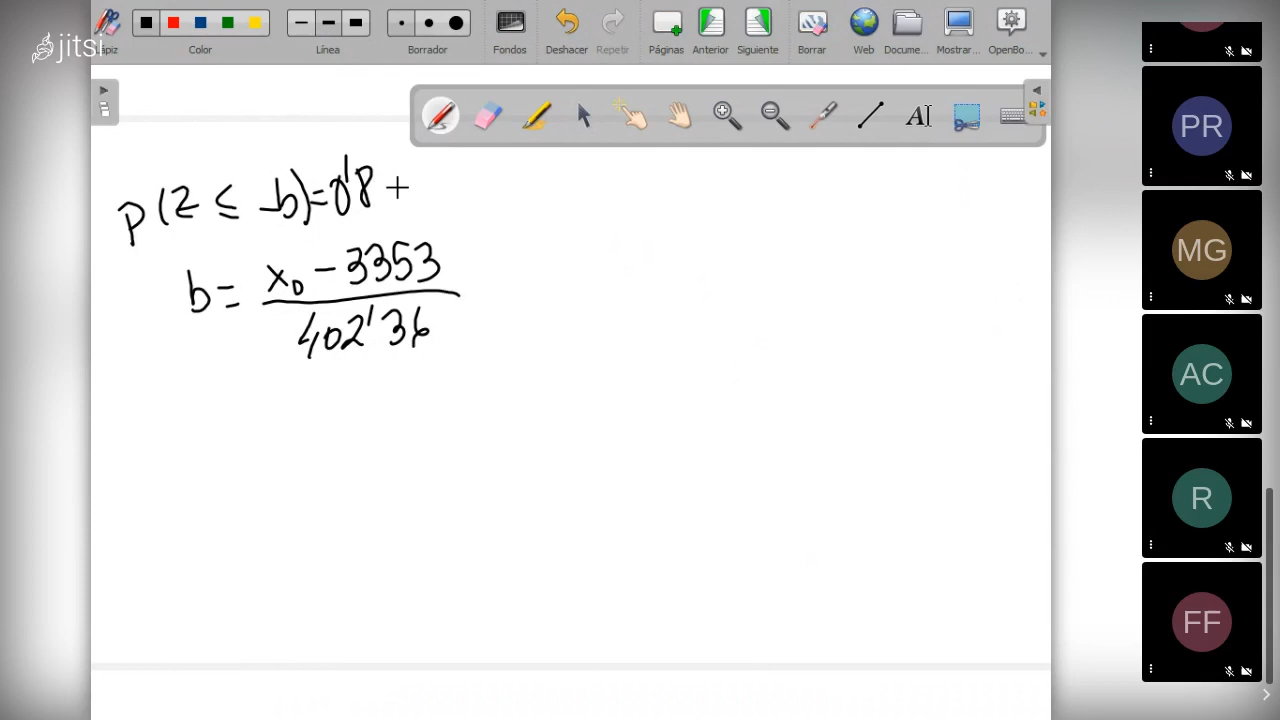 jitsi
Lápiz Color Línea Borrador Fondos Deshacer Repetir Páginas Anterior Siguiente Borrar Web Docume... Mostrar... OpenBo...
P(Z ≤ -b)=0'8
b= x₀ - 3353
402'36
PR
MG
AC
R
FF